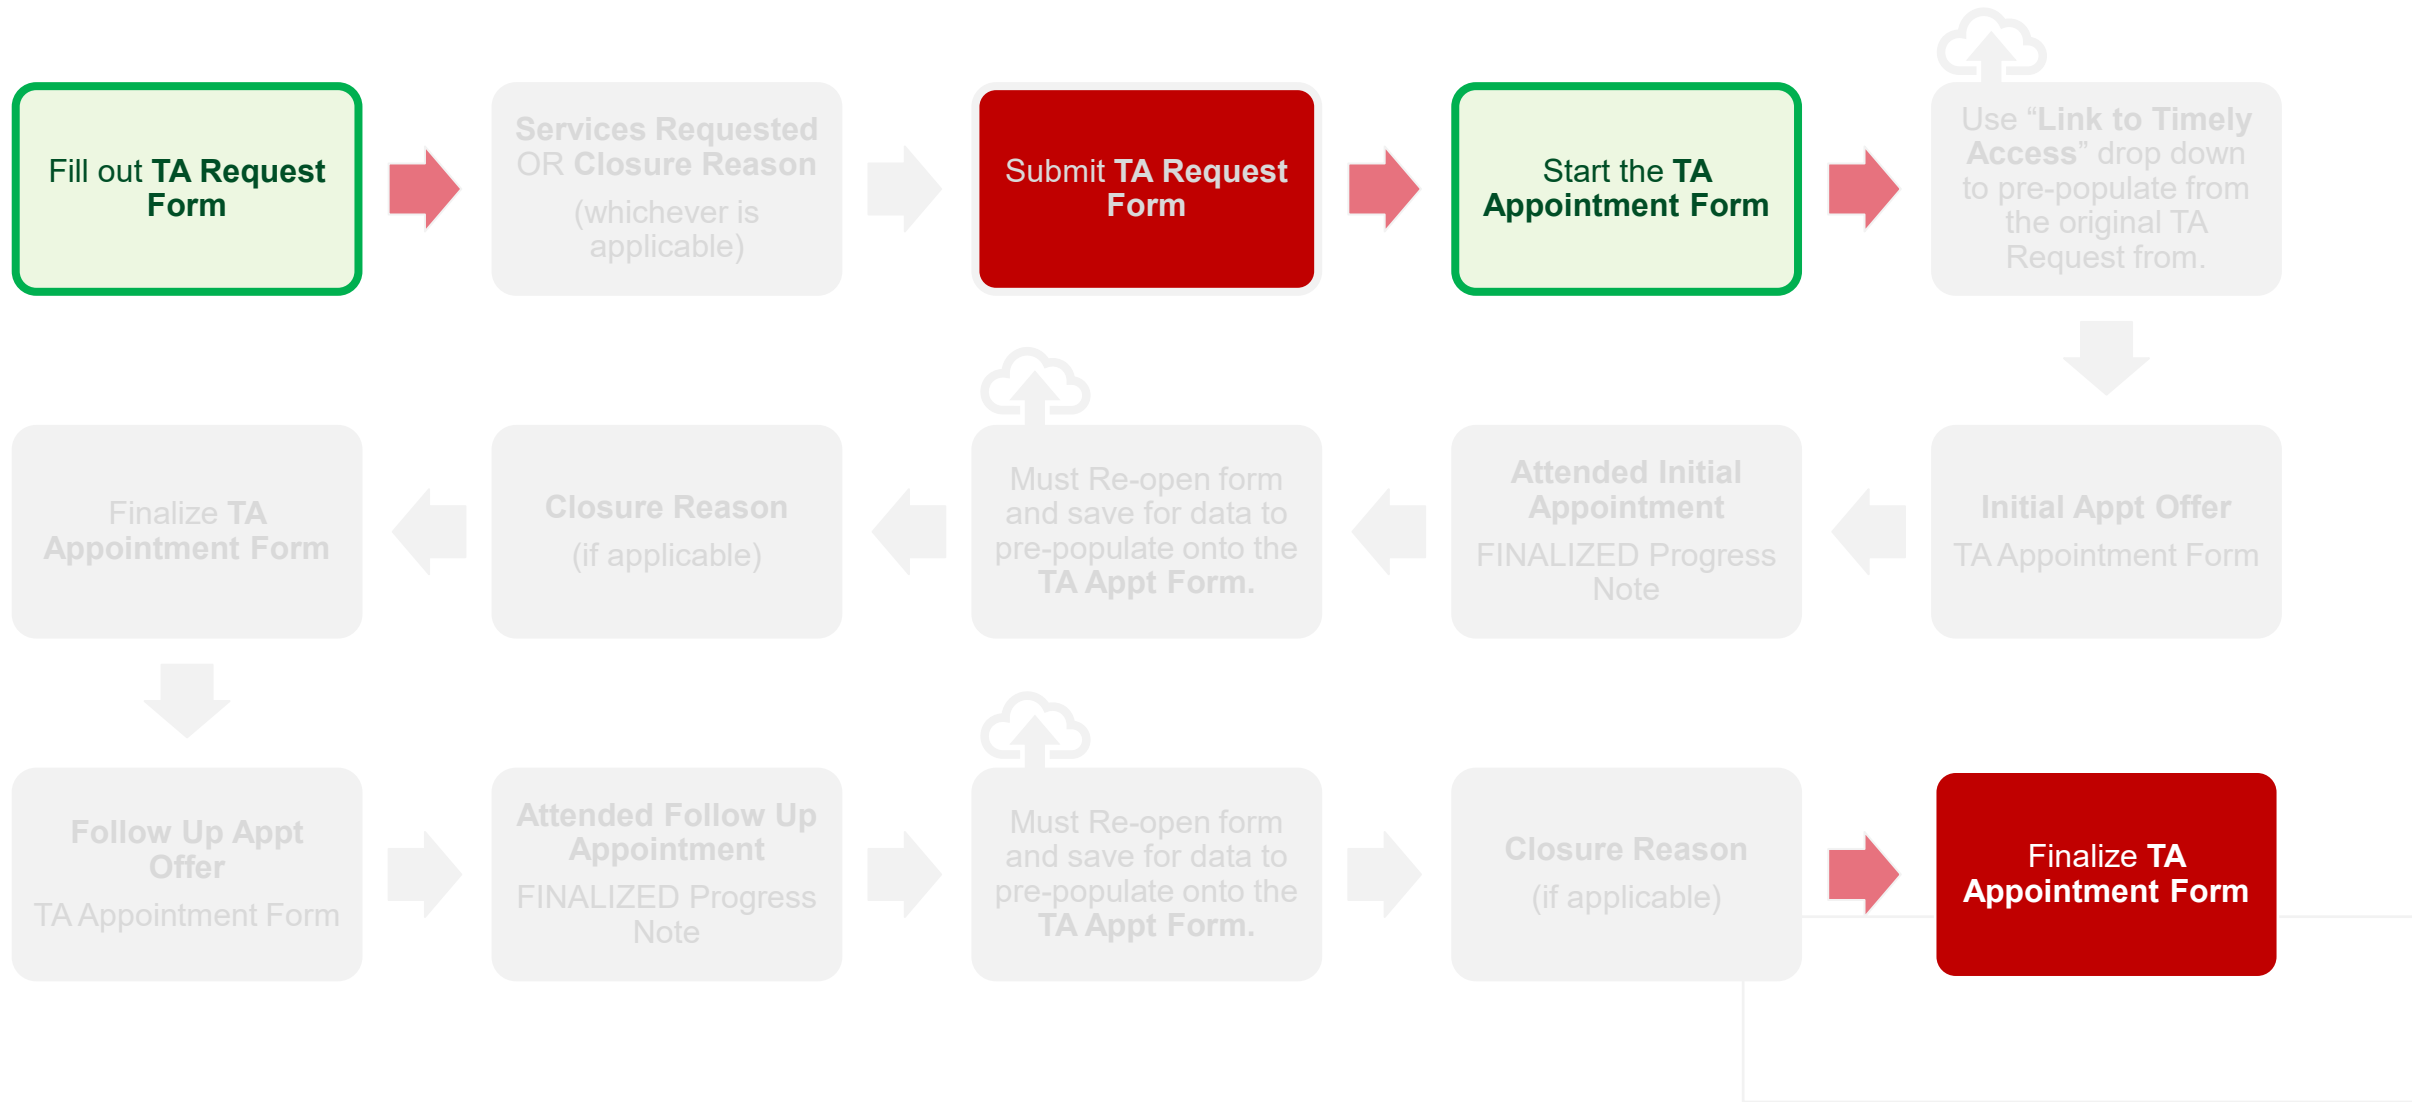 Fill out TA Request
Form
Services Requested
OR Closure Reason
(whichever is
applicable)
Submit TA Request
Form
Start the TA
Appointment Form
Use “Link to Timely
Access” drop down
to pre-populate from
the original TA
Request from.
Initial Appt Offer
TA Appointment Form
Attended Initial
Appointment
FINALIZED Progress
Note
Must Re-open form
and save for data to
pre-populate onto the
TA Appt Form.
Closure Reason
(if applicable)
Finalize TA
Appointment Form
Follow Up Appt
Offer
TA Appointment Form
Attended Follow Up
Appointment
FINALIZED Progress
Note
Must Re-open form
and save for data to
pre-populate onto the
TA Appt Form.
Closure Reason
(if applicable)
Finalize TA
Appointment Form